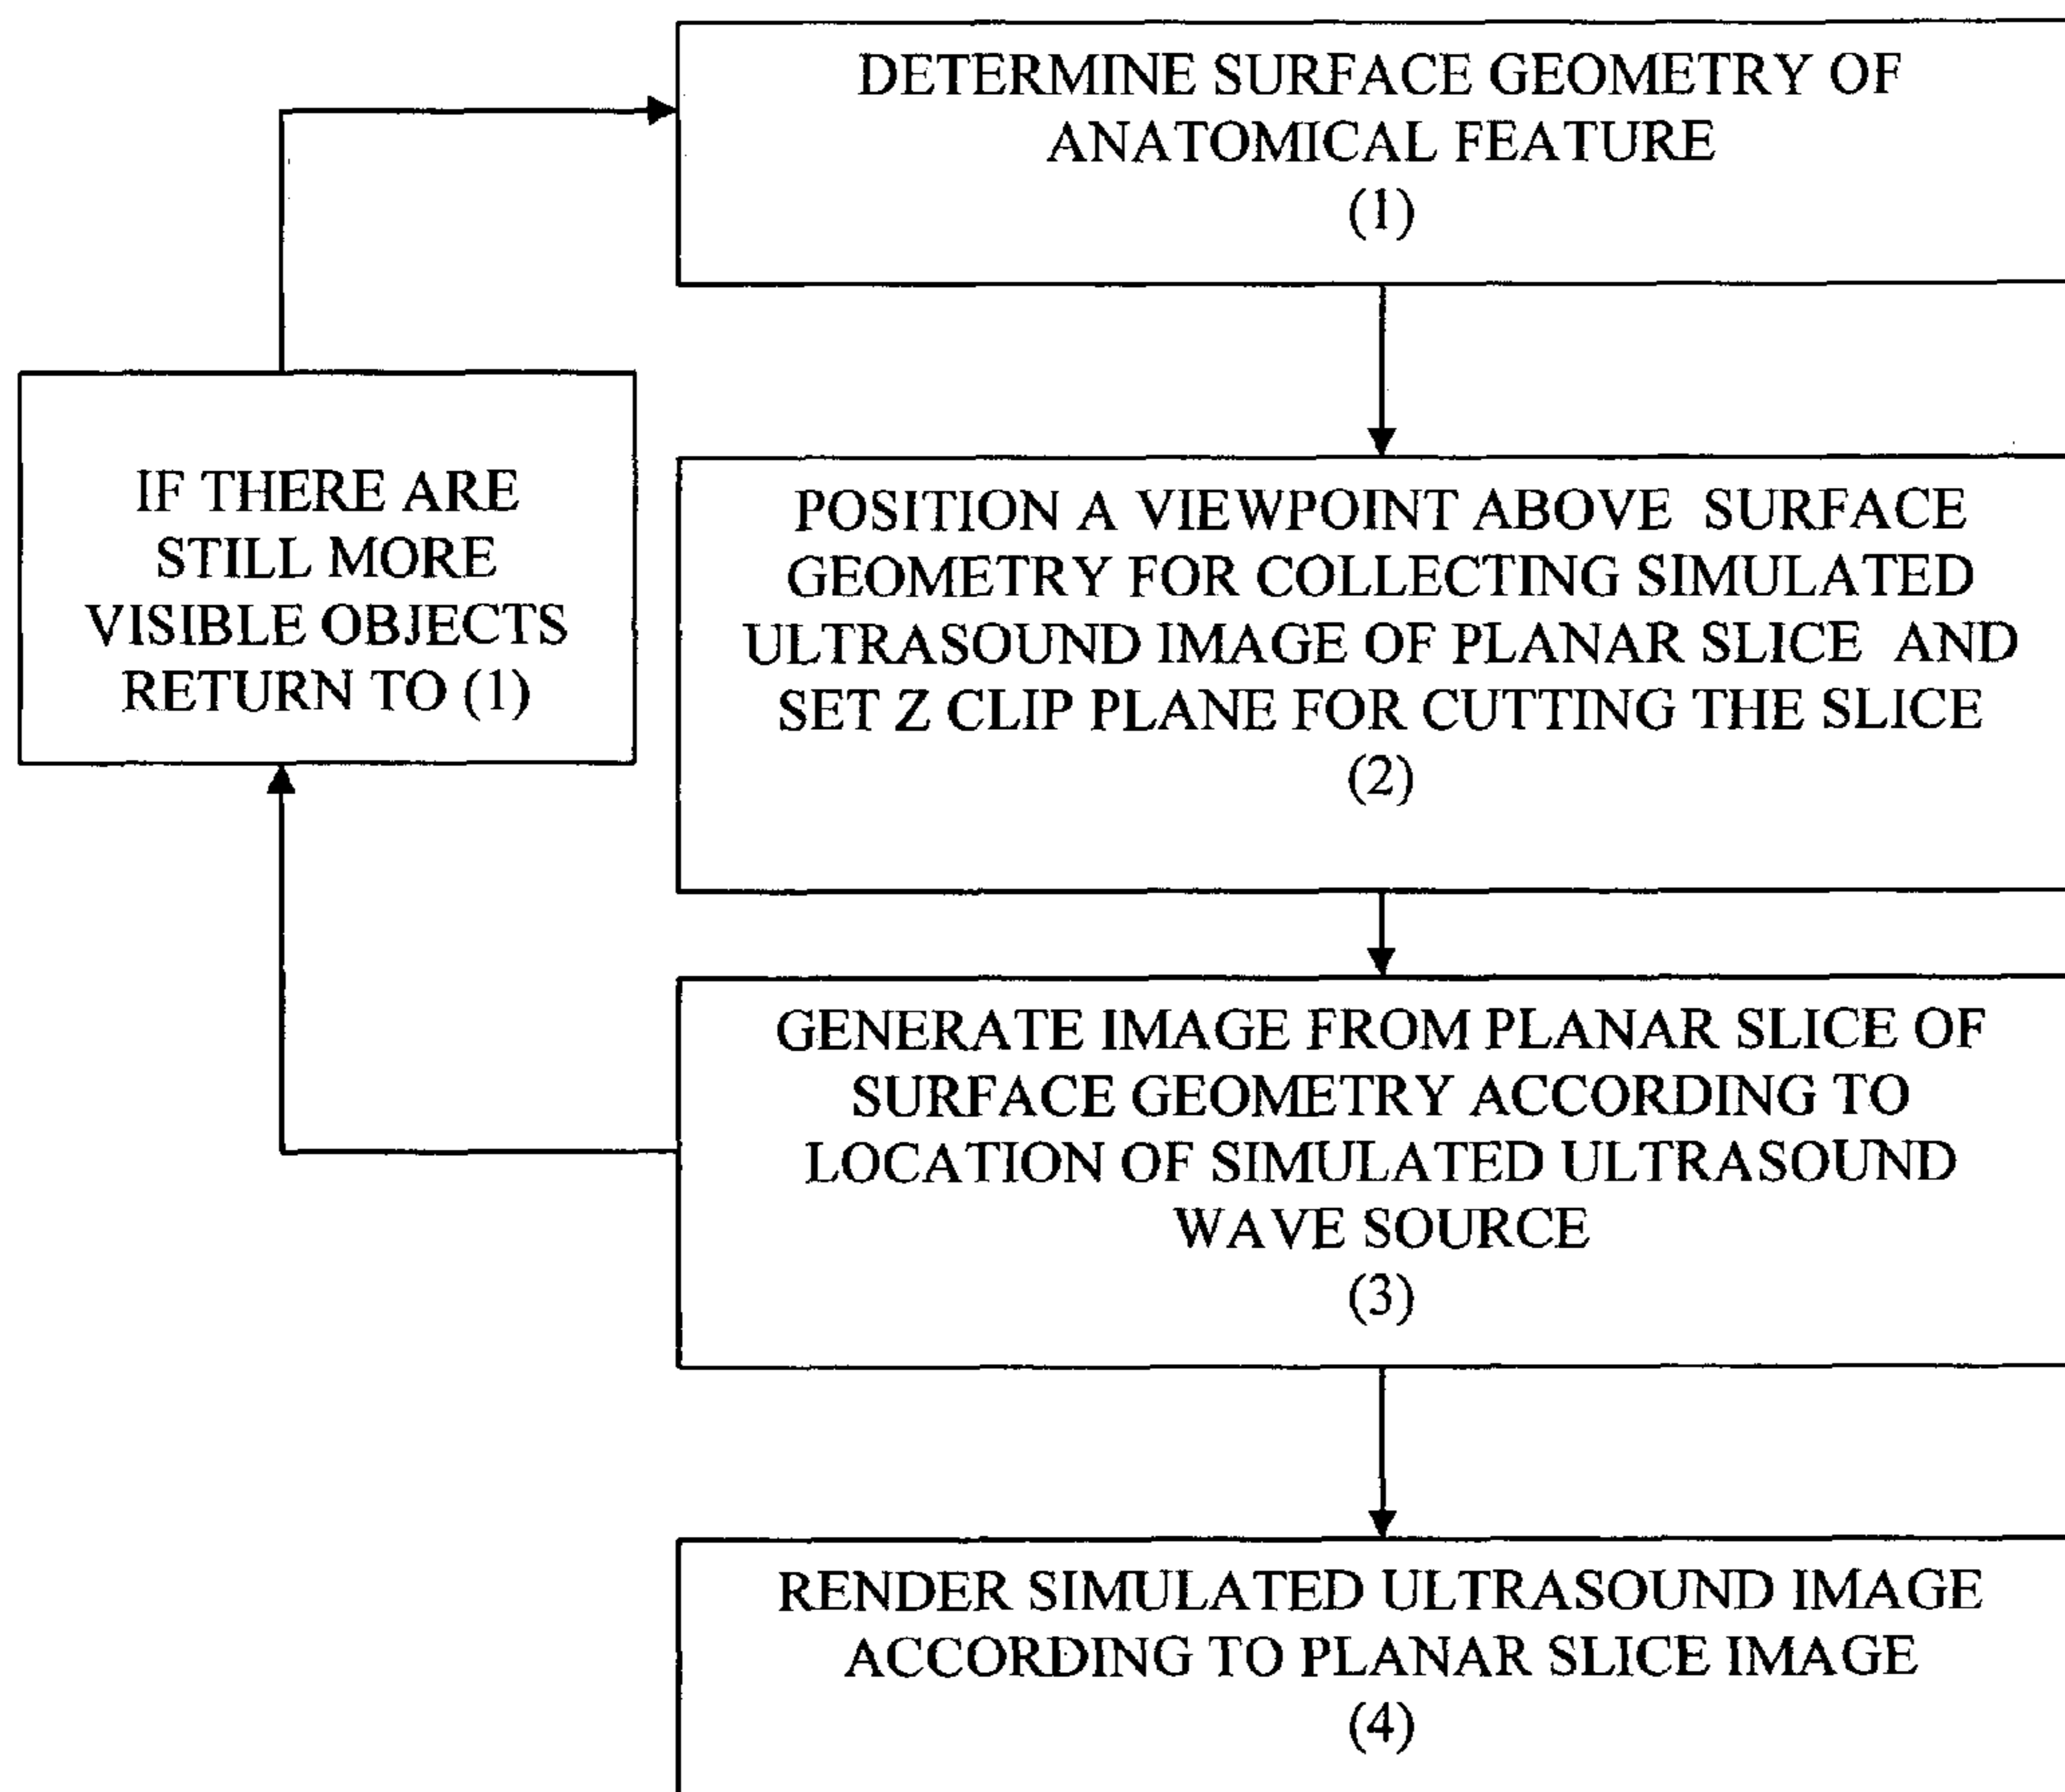 DETERMINE SURFACE GEOMETRY OF
ANATOMICAL FEATURE
(1)
IF THERE ARE
STILL MORE
VISIBLE OBJECTS
RETURN TO (1)
POSITION A VIEWPOINT ABOVE SURFACE
GEOMETRY FOR COLLECTING SIMULATED
ULTRASOUND IMAGE OF PLANAR SLICE AND
SET Z CLIP PLANE FOR CUTTING THE SLICE
(2)
GENERATE IMAGE FROM PLANAR SLICE OF
SURFACE GEOMETRY ACCORDING TO
LOCATION OF SIMULATED ULTRASOUND
WAVE SOURCE
(3)
RENDER SIMULATED ULTRASOUND IMAGE
ACCORDING TO PLANAR SLICE IMAGE
(4)